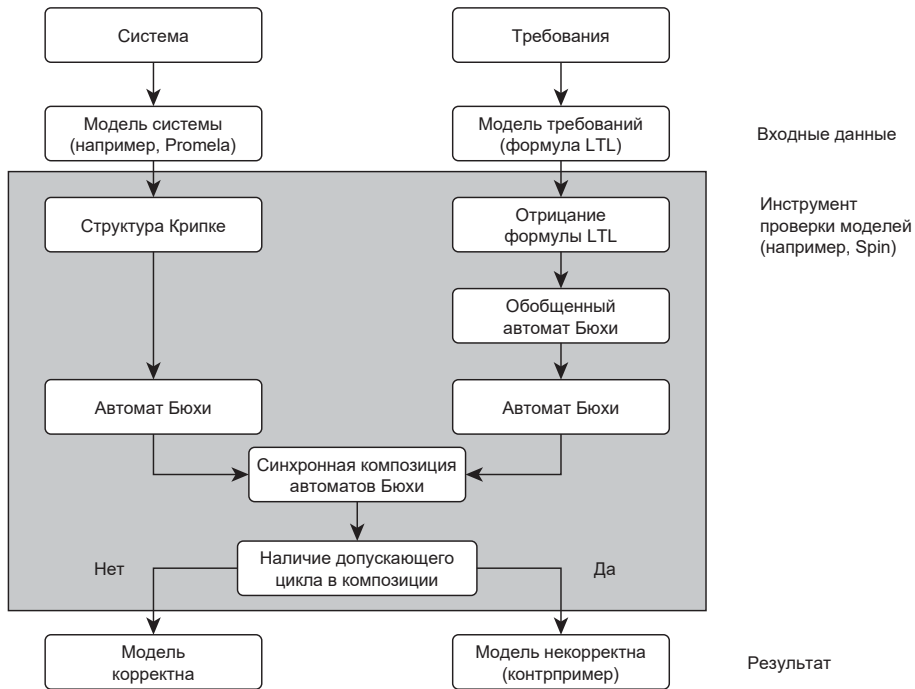 Система
Требования
Модель системы
(например, Promela)
Модель требований
(формула LTL)
Входные данные
Структура Крипке
Отрицание
формулы LTL
Инструмент
проверки моделей
(например, Spin)
Обобщенный
автомат Бюхи
Автомат Бюхи
Автомат Бюхи
Синхронная композиция
автоматов Бюхи
Наличие допускающего
цикла в композиции
Нет
Да
Модель
корректна
Модель некорректна
(контрпример)
Результат